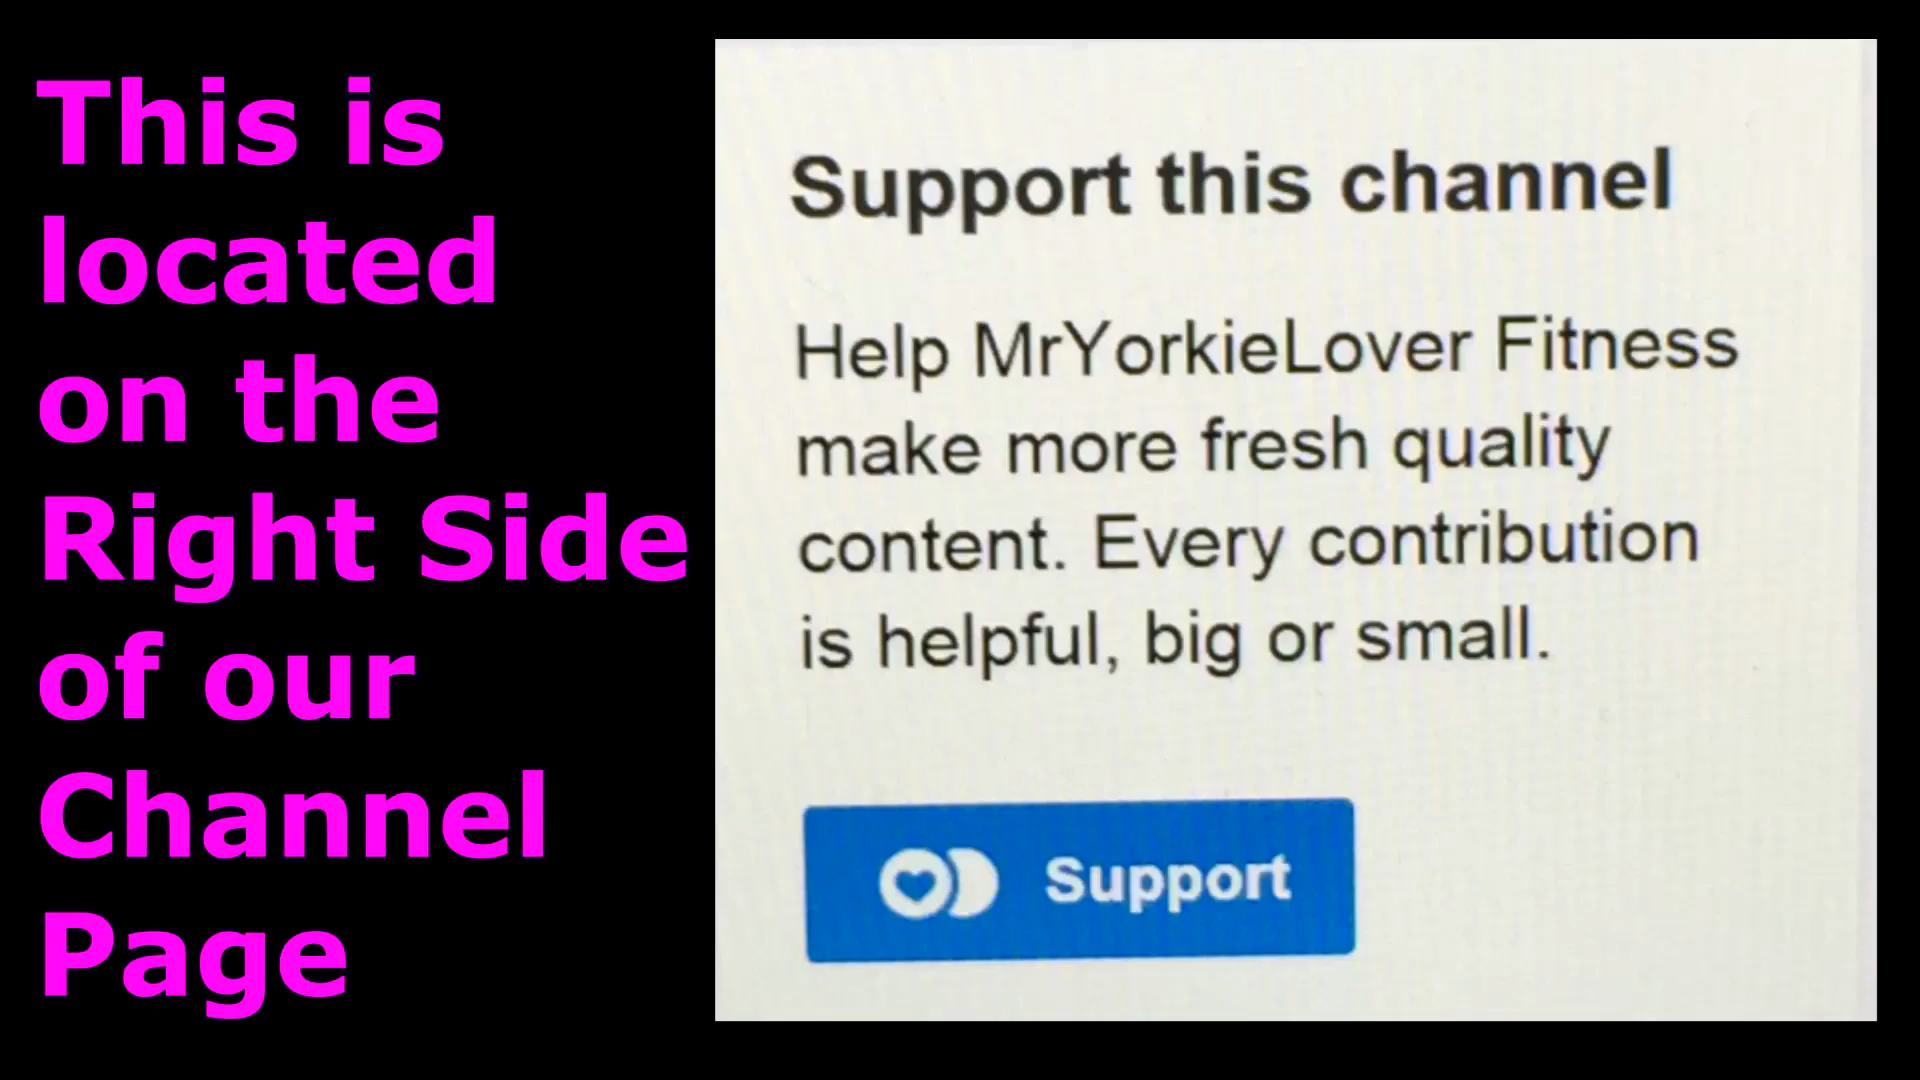 This is
located
on the
Right Side
of our
Channel
Page
Support this channel
Help MrYorkieLover Fitness
make more fresh quality
content. Every contribution
is helpful, big or small.
Support